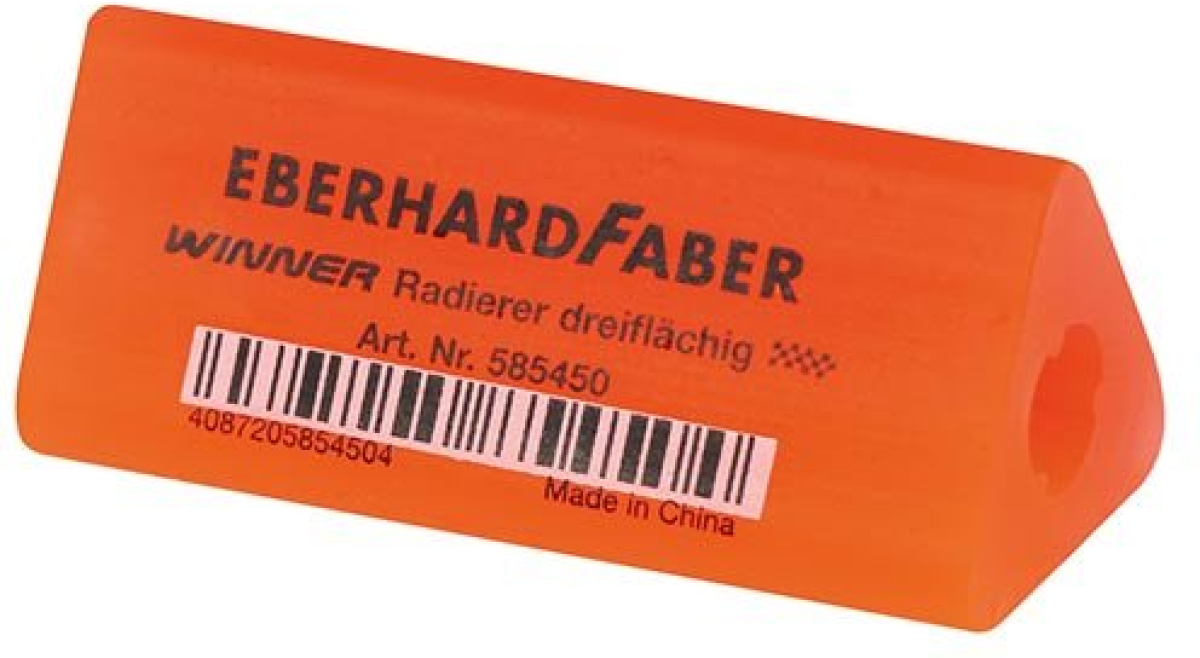 EBERHARDFABER
WINNER Radierer dreiflächig
Art. Nr. 585450
4087205854504
Made in China